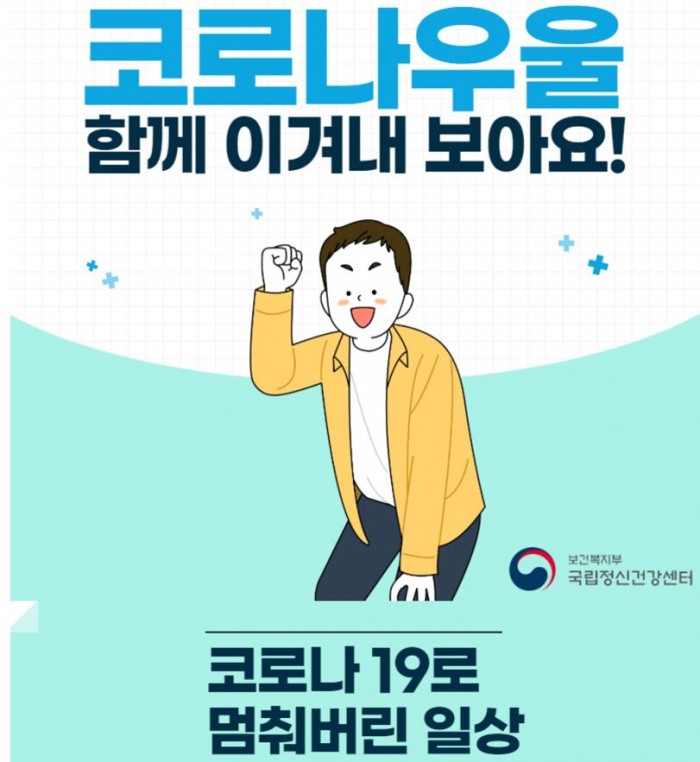 코로나우울
함께 이겨내 보아요!
보건복지부
국립정신건강센터
코로나 19로
멈춰버린 일상